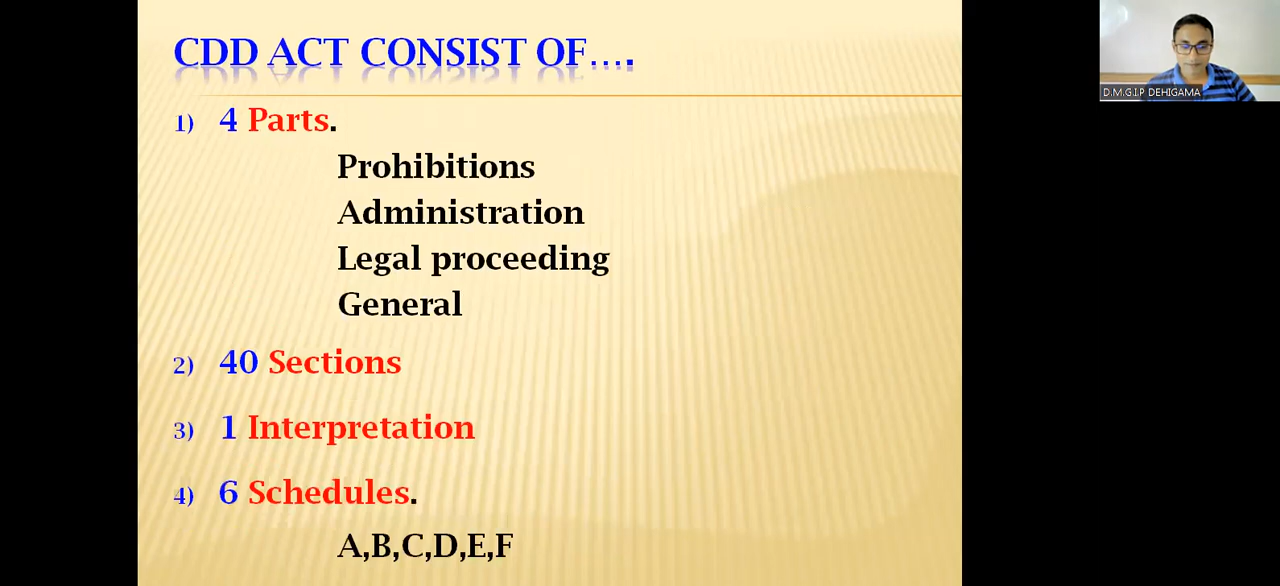 CDD ACT CONSIST OF….
1) 4 Parts.
Prohibitions
Administration
Legal proceeding
General
2) 40 Sections
3) 1 Interpretation
4) 6 Schedules.
A,B,C,D,E,F
D.M.G.I.P DEHIGAMA